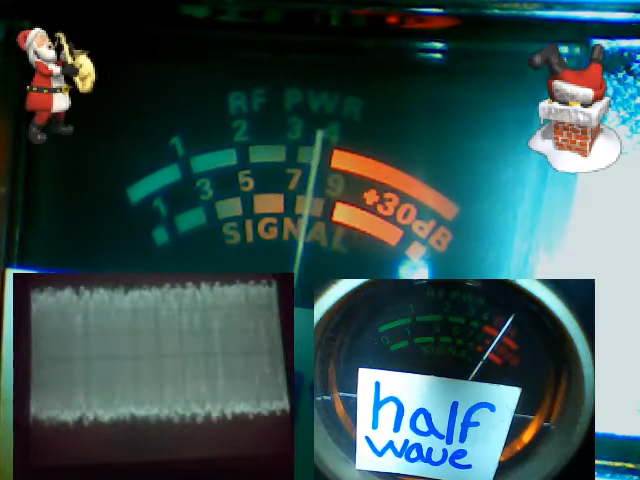 RF PWR
1 2 3 4
1 3 5 7 9 +30dB
SIGNAL
half
wave